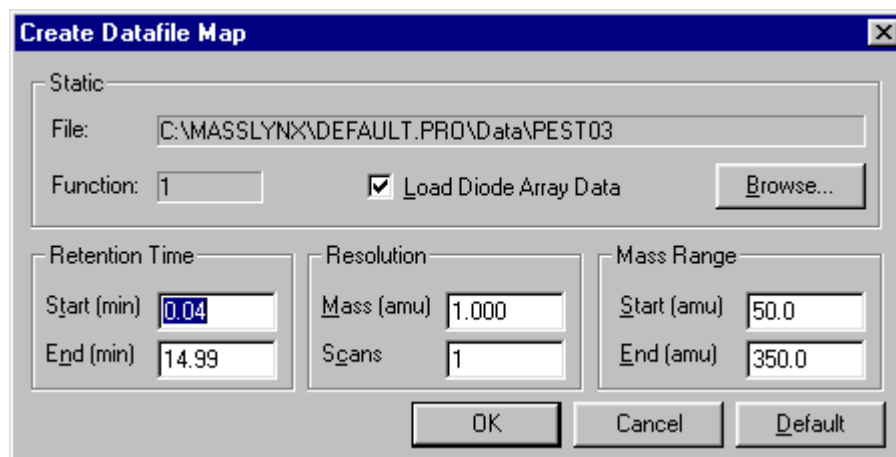 Create Datafile Map
Static
File: C:\MASSLYNX\DEFAULT.PRO\Data\PEST03
Function: 1 Load Diode Array Data Browse...
Retention Time Resolution Mass Range
Start (min) 0.04 Mass (amu) 1.000 Start (amu) 50.0
End (min) 14.99 Scans 1 End (amu) 350.0
OK Cancel Default